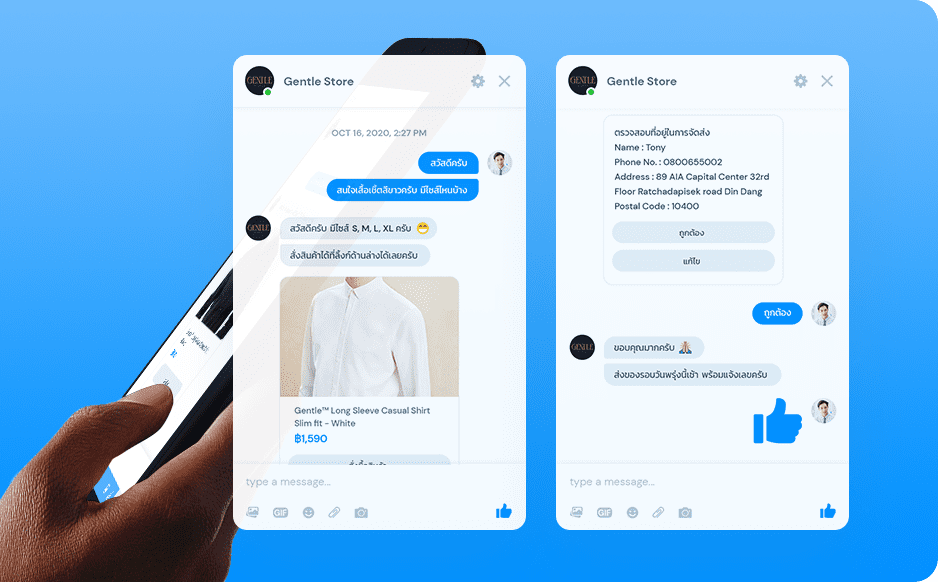 GENTLE
Gentle Store
OCT 16, 2020, 2:27 PM
สวัสดีครับ
สนใจเสื้อเชิ้ตสีขาวครับ มีไซส์ไหนบ้าง
GENTLE
สวัสดีครับ มีไซส์ S, M, L, XL ครับ 😁
สั่งสินค้าได้ที่ลิ้งก์ด้านล่างได้เลยครับ
Gentle™ Long Sleeve Casual Shirt
Slim fit - White
฿1,590
type a message...
GIF
GENTLE
Gentle Store
ตรวจสอบที่อยู่ในการจัดส่ง
Name : Tony
Phone No. : 0800655002
Address : 89 AIA Capital Center 32rd
Floor Ratchadapisek road Din Dang
Postal Code : 10400
ถูกต้อง
แก้ไข
ถูกต้อง
GENTLE
ขอบคุณมากครับ 🙏🏼
ส่งของรอบวันพรุ่งนี้เช้า พร้อมแจ้งเลขครับ
type a message...
GIF